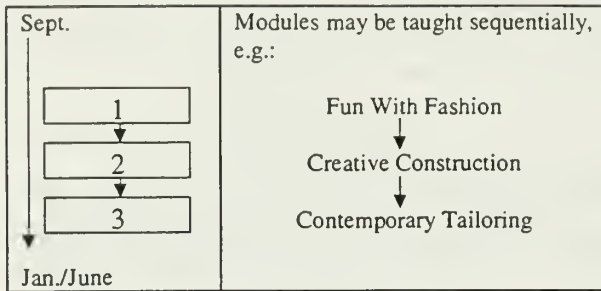 Sept.
1
2
3
Jan./June
Modules may be taught sequentially,
e.g.:
Fun With Fashion
Creative Construction
Contemporary Tailoring